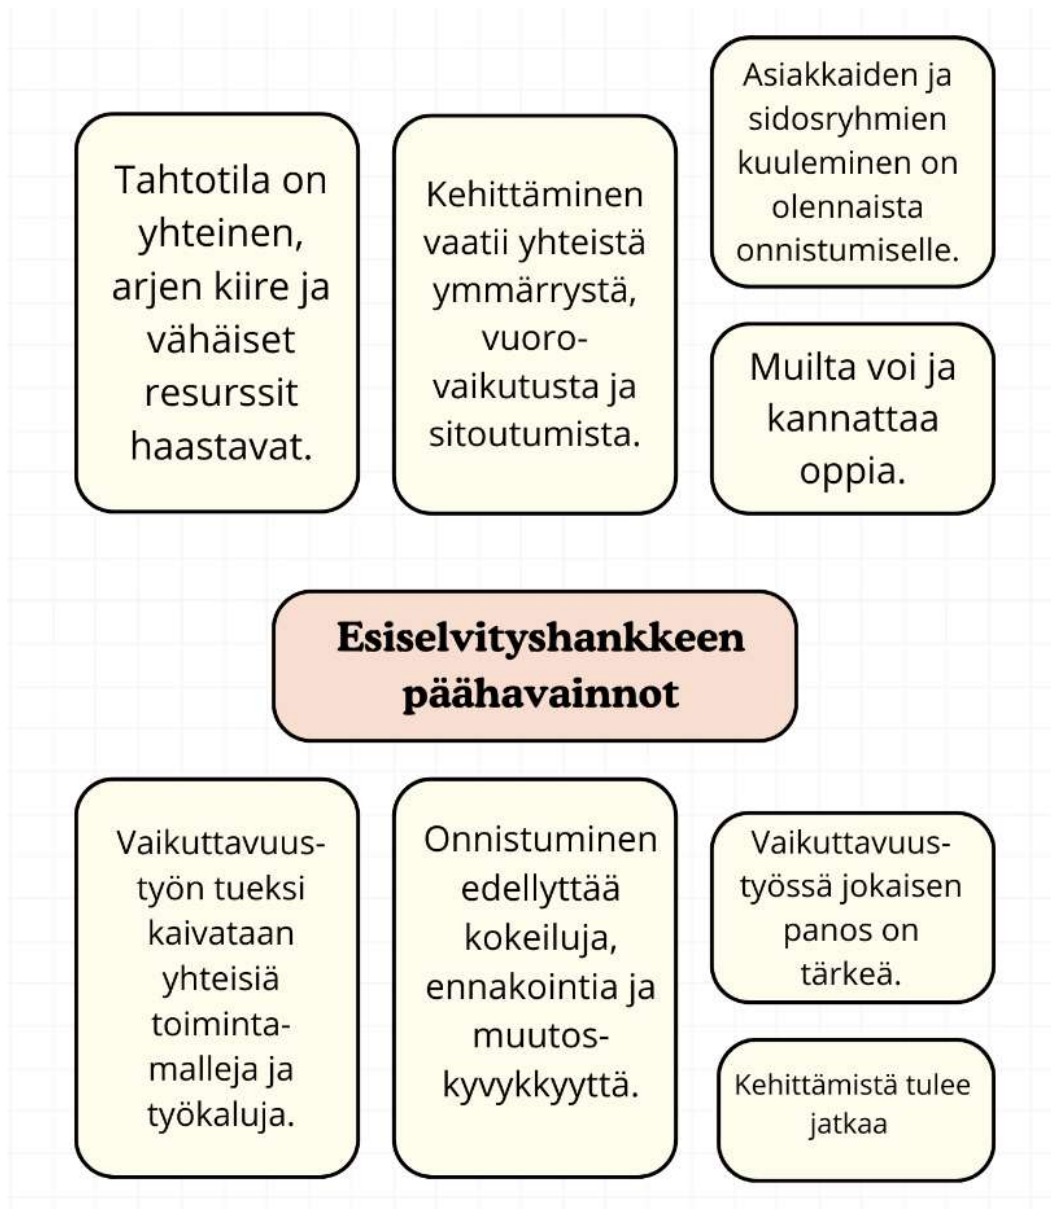 Tahtotila on
yhteinen,
arjen kiire ja
vähäiset
resurssit
haastavat.
Kehittäminen
vaatii yhteistä
ymmärrystä,
vuoro-
vaikutusta ja
sitoutumista.
Asiakkaiden ja
sidosryhmien
kuuleminen on
olennaista
onnistumiselle.
Muilta voi ja
kannattaa
oppia.
Esiselvityshankkeen
päähavainnot
Vaikuttavuus-
työn tueksi
kaivataan
yhteisiä
toiminta-
malleja ja
työkaluja.
Onnistuminen
edellyttää
kokeiluja,
ennakointia ja
muutos-
kyvykkyyttä.
Vaikuttavuus-
työssä jokaisen
panos on
tärkeä.
Kehittämistä tulee
jatkaa